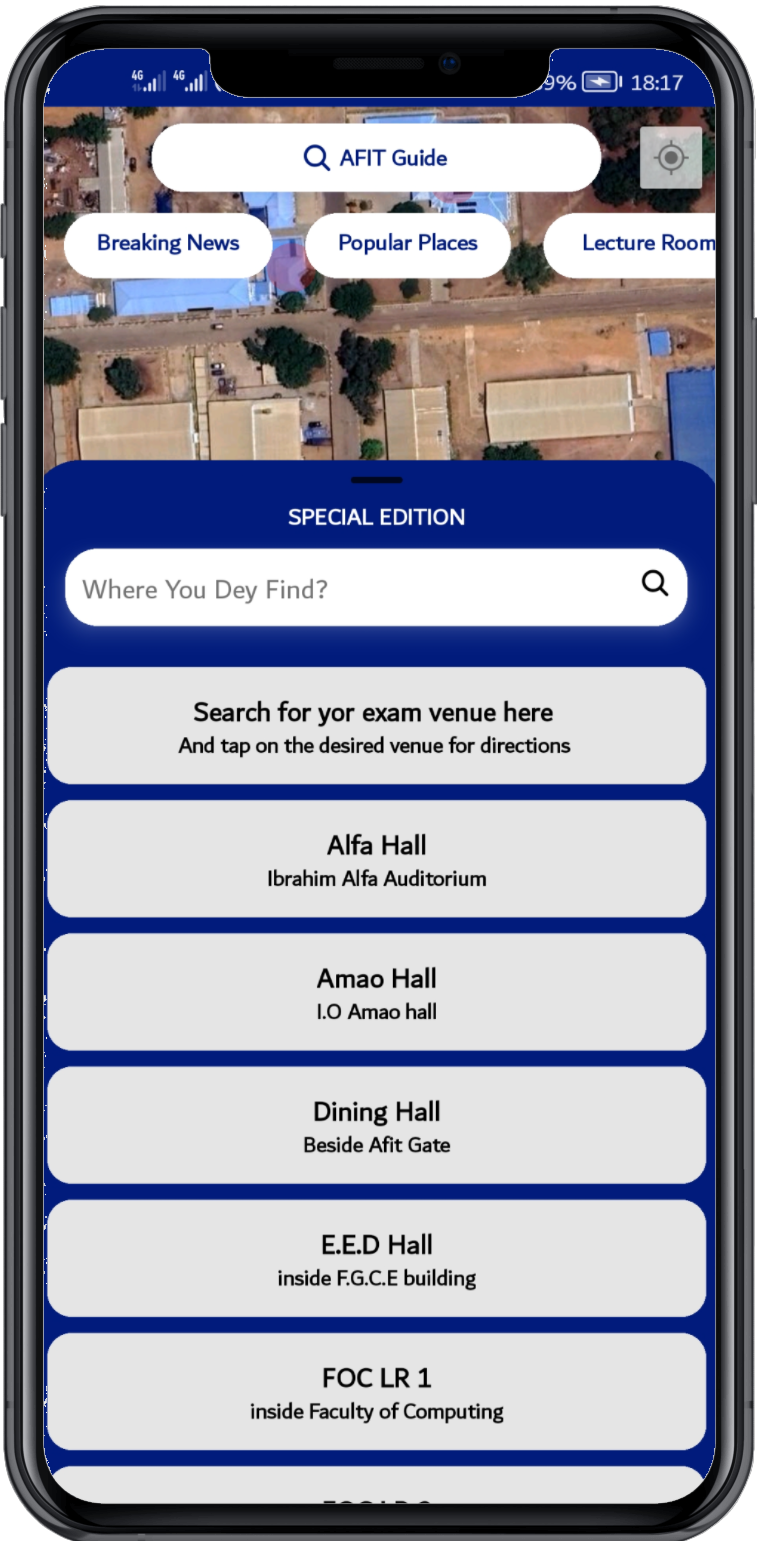 4G 4G 9% 18:17
AFIT Guide
Breaking News Popular Places Lecture Room
SPECIAL EDITION
Where You Dey Find?
Search for yor exam venue here
And tap on the desired venue for directions
Alfa Hall
Ibrahim Alfa Auditorium
Amao Hall
I.O Amao hall
Dining Hall
Beside Afit Gate
E.E.D Hall
inside F.G.C.E building
FOC LR 1
inside Faculty of Computing